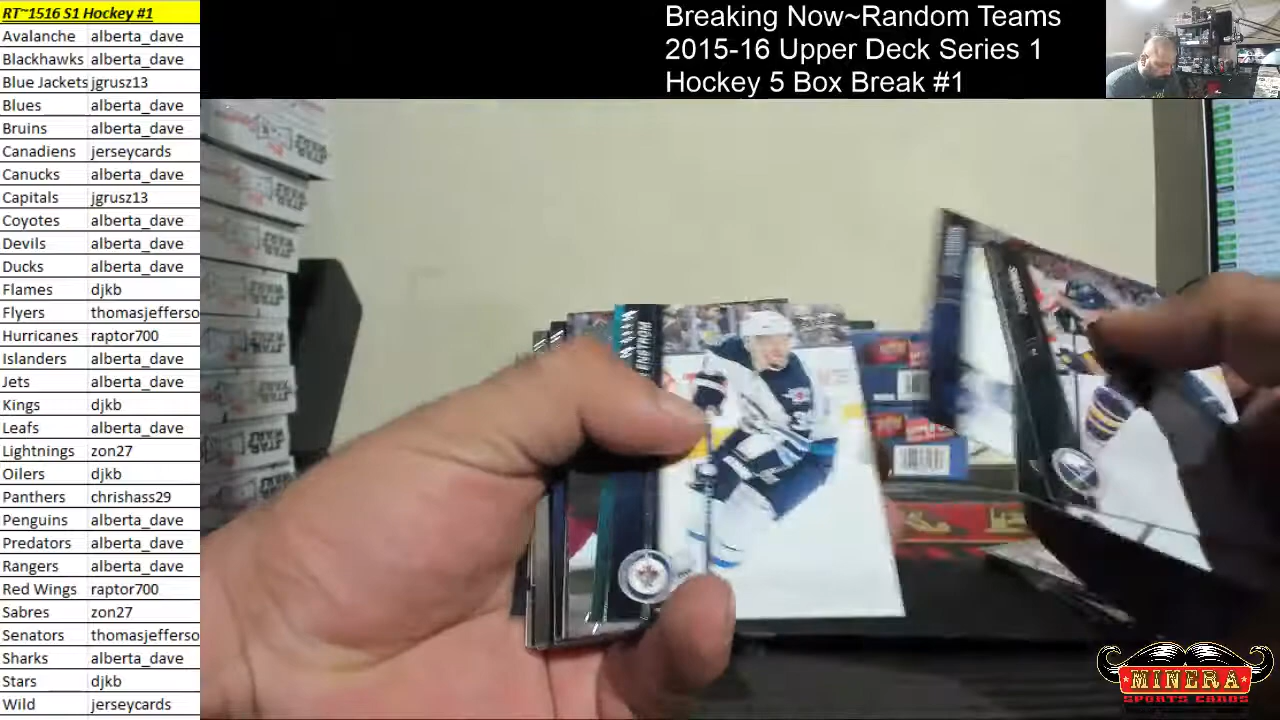 RT~1516 S1 Hockey #1
Avalanche alberta_dave
Blackhawks alberta_dave
Blue Jackets jgrusz13
Blues alberta_dave
Bruins alberta_dave
Canadiens jerseycards
Canucks alberta_dave
Capitals jgrusz13
Coyotes alberta_dave
Devils alberta_dave
Ducks alberta_dave
Flames djkb
Flyers thomasjefferso
Hurricanes raptor700
Islanders alberta_dave
Jets alberta_dave
Kings djkb
Leafs alberta_dave
Lightnings zon27
Oilers djkb
Panthers chrishass29
Penguins alberta_dave
Predators alberta_dave
Rangers alberta_dave
Red Wings raptor700
Sabres zon27
Senators thomasjefferso
Sharks alberta_dave
Stars djkb
Wild jerseycards
Breaking Now~Random Teams
2015-16 Upper Deck Series 1
Hockey 5 Box Break #1
MINERA
SPORTS CARDS